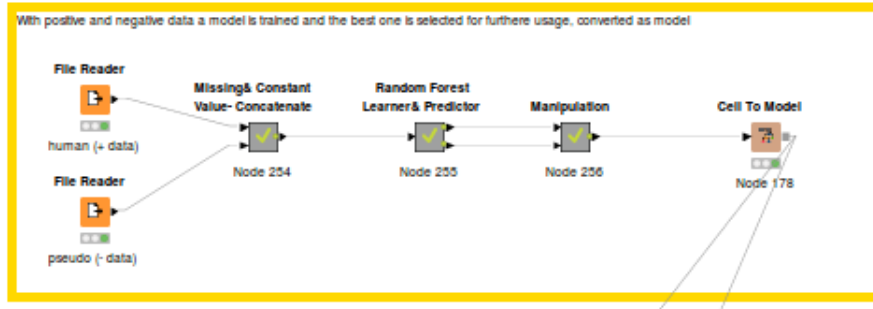 With positive and negative data a model is trained and the best one is selected for furthere usage, converted as model
File Reader
human (+ data)
File Reader
pseudo (- data)
Missing& Constant
Value- Concatenate
Node 254
Random Forest
Learner& Predictor
Node 255
Manipulation
Node 256
Cell To Model
Node 178